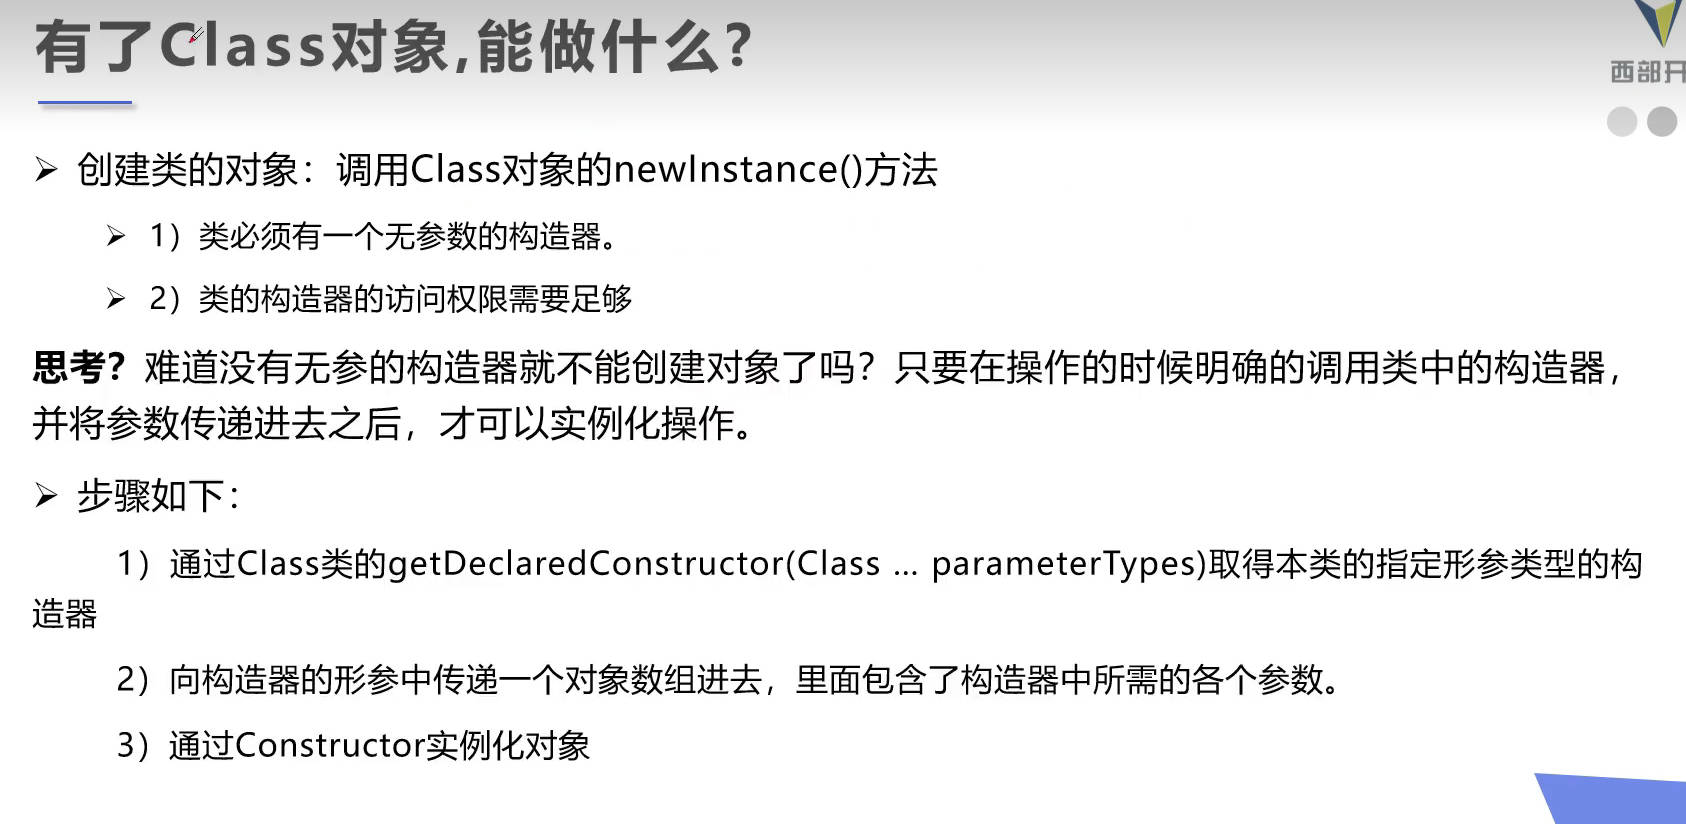 有了Class对象,能做什么?
西部开
创建类的对象：调用Class对象的newInstance()方法
1）类必须有一个无参数的构造器。
2）类的构造器的访问权限需要足够
思考？难道没有无参的构造器就不能创建对象了吗？只要在操作的时候明确的调用类中的构造器，
并将参数传递进去之后，才可以实例化操作。
步骤如下：
1）通过Class类的getDeclaredConstructor(Class ... parameterTypes)取得本类的指定形参类型的构
造器
2）向构造器的形参中传递一个对象数组进去，里面包含了构造器中所需的各个参数。
3）通过Constructor实例化对象